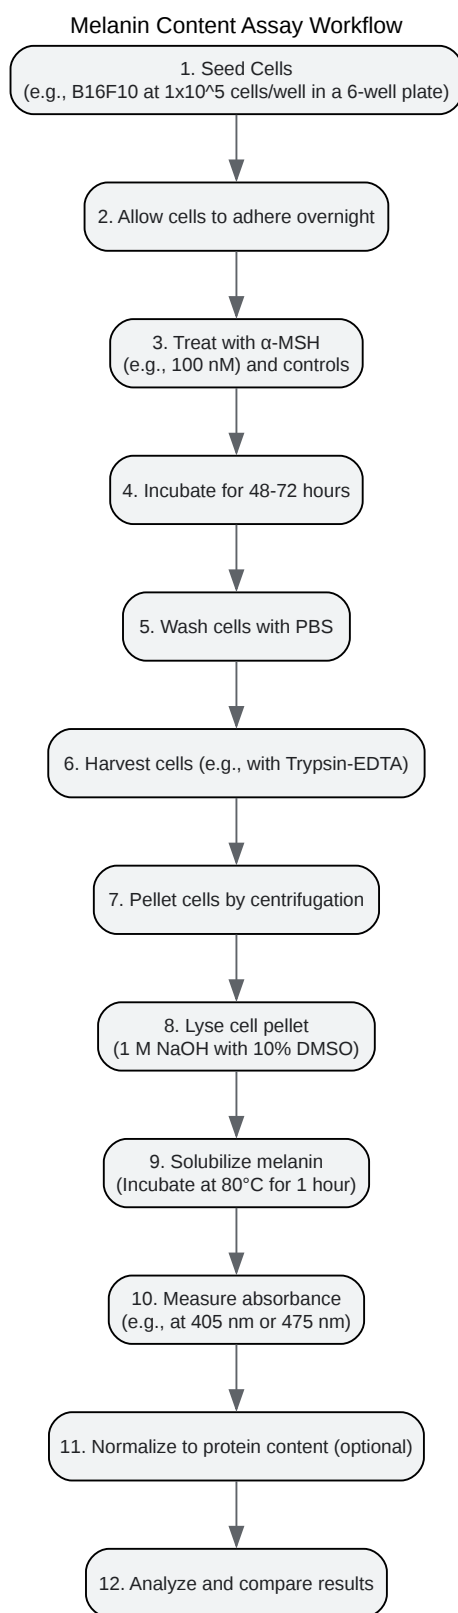 Melanin Content Assay Workflow
1. Seed Cells
(e.g., B16F10 at 1x10^5 cells/well in a 6-well plate)
2. Allow cells to adhere overnight
3. Treat with α-MSH
(e.g., 100 nM) and controls
4. Incubate for 48-72 hours
5. Wash cells with PBS
6. Harvest cells (e.g., with Trypsin-EDTA)
7. Pellet cells by centrifugation
8. Lyse cell pellet
(1 M NaOH with 10% DMSO)
9. Solubilize melanin
(Incubate at 80°C for 1 hour)
10. Measure absorbance
(e.g., at 405 nm or 475 nm)
11. Normalize to protein content (optional)
12. Analyze and compare results